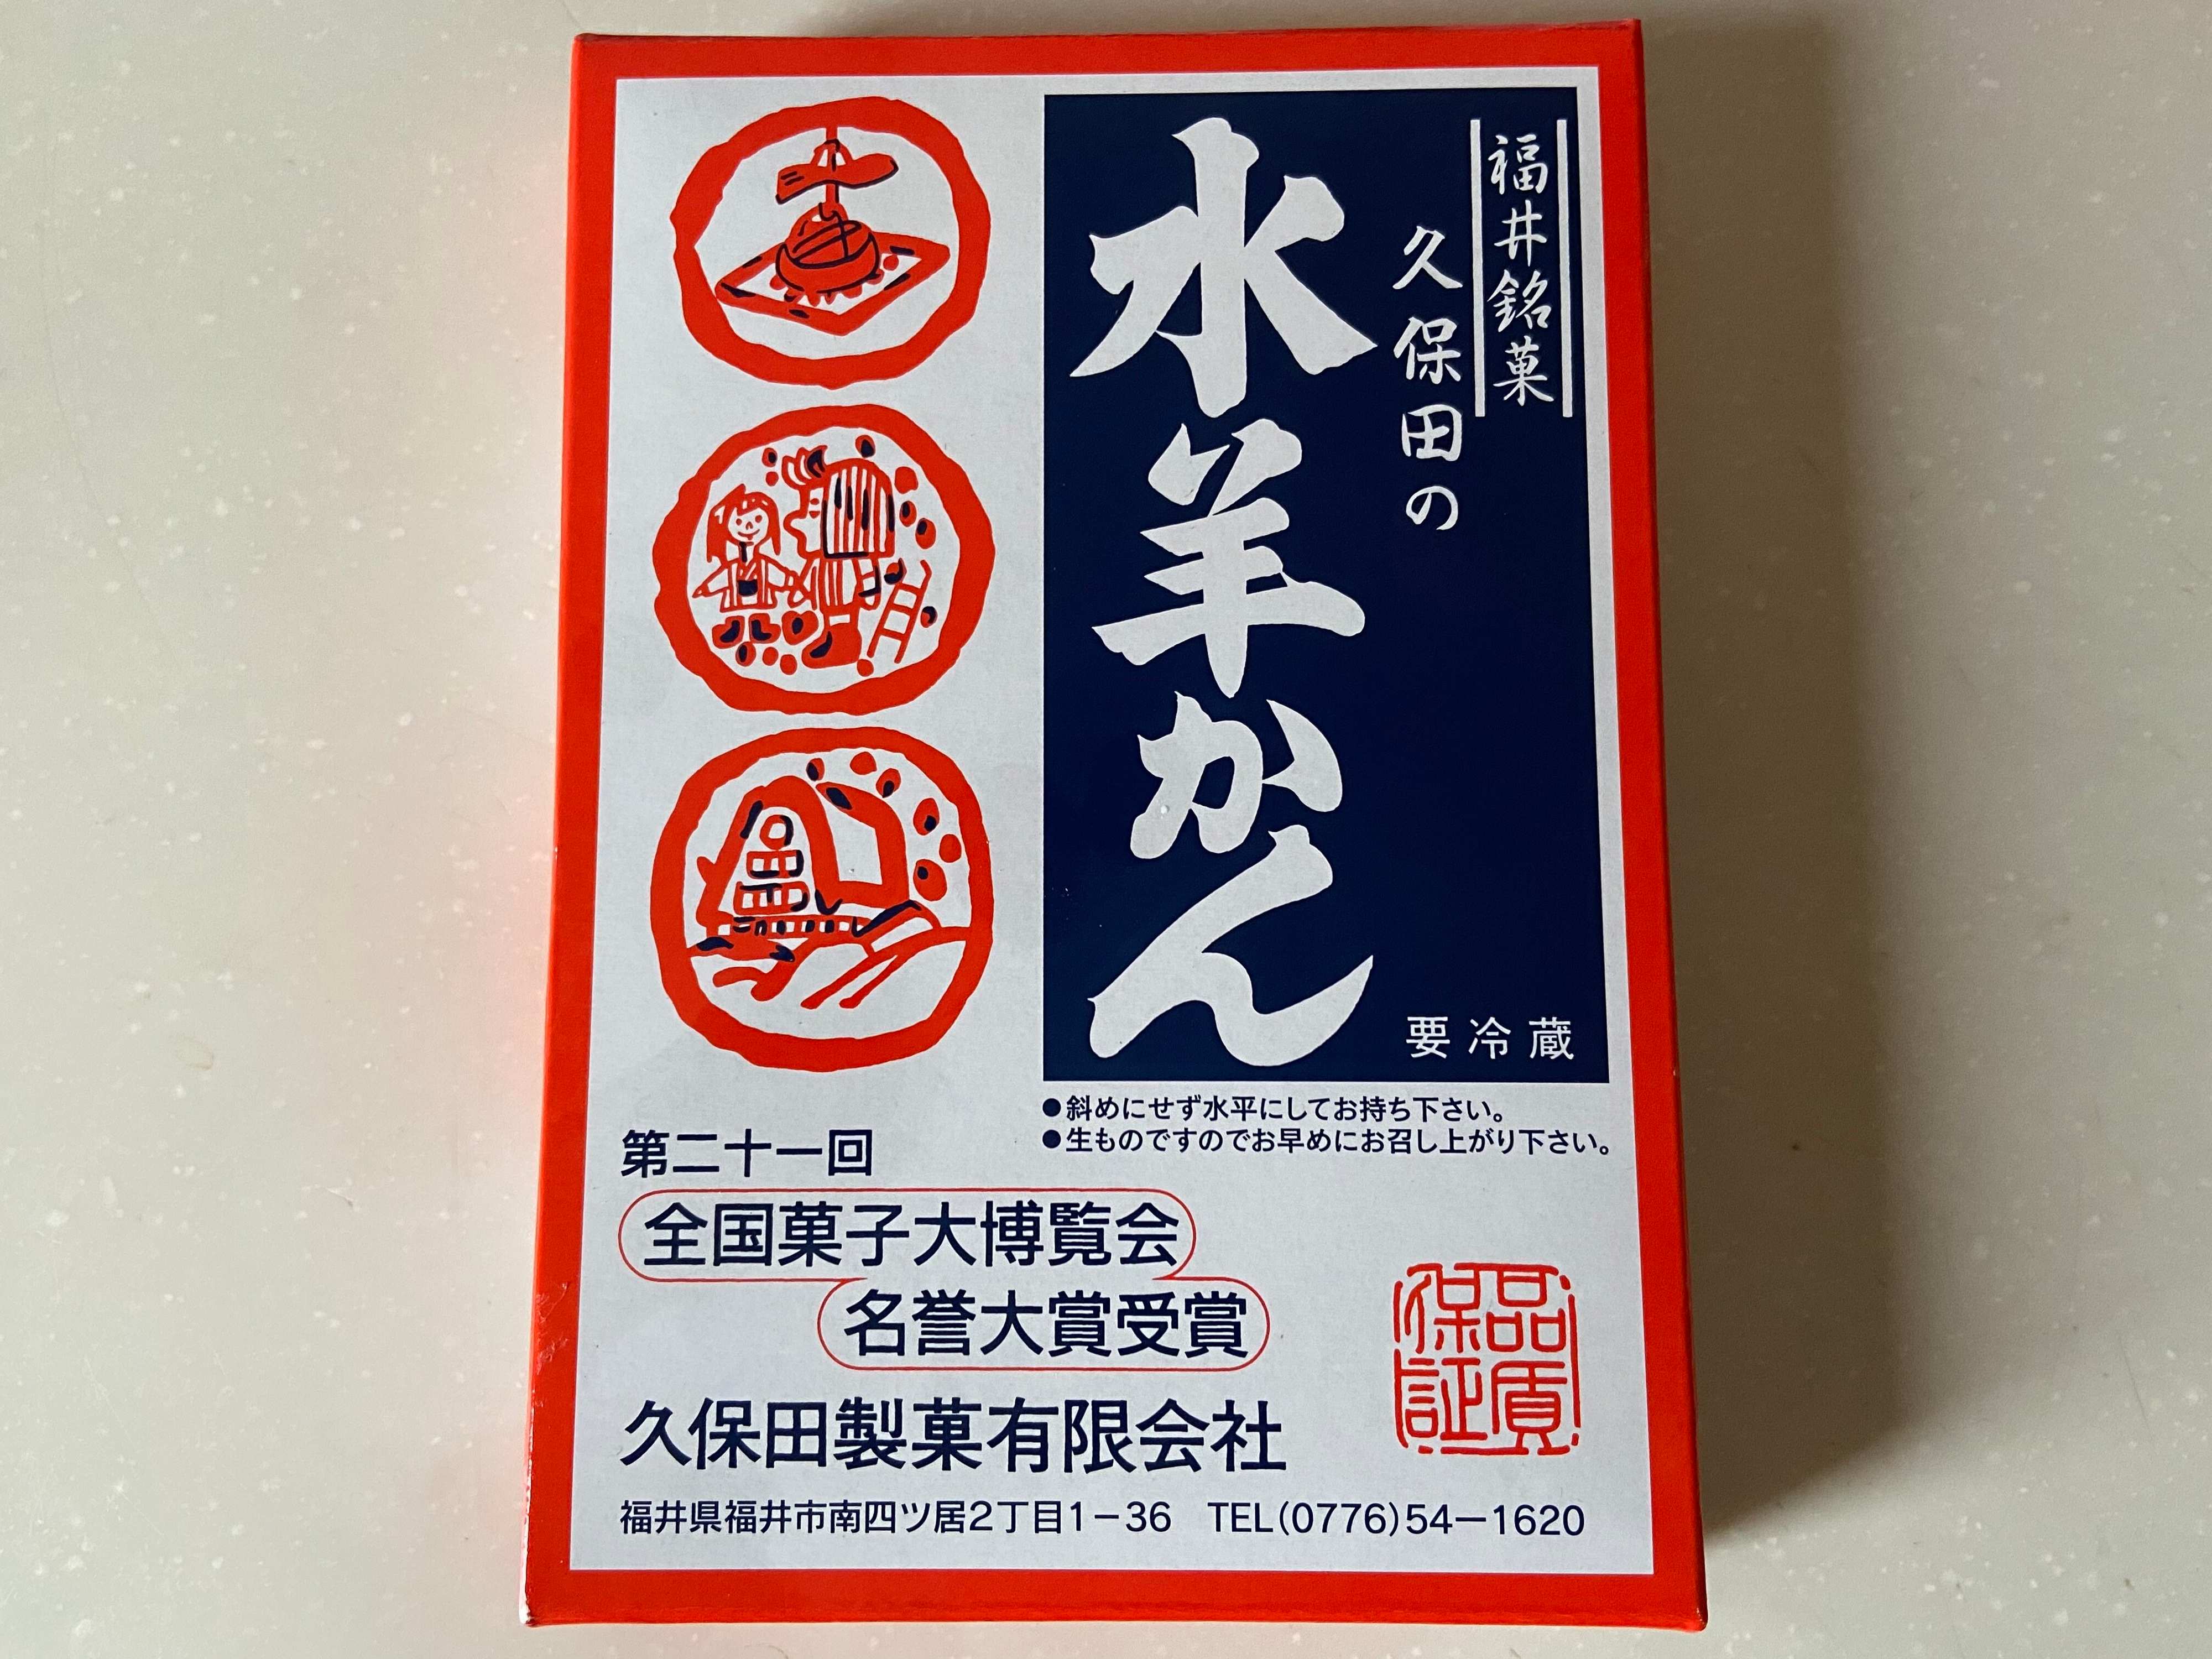 福井銘菓
久保田の
水羊かん
要冷蔵
●斜めにせず水平にしてお持ち下さい。
●生ものですのでお早めにお召し上がり下さい。
第二十一回
全国菓子大博覧会
名誉大賞受賞
品質
保証
久保田製菓有限会社
福井県福井市南四ツ居2丁目1−36 TEL(0776)54−1620